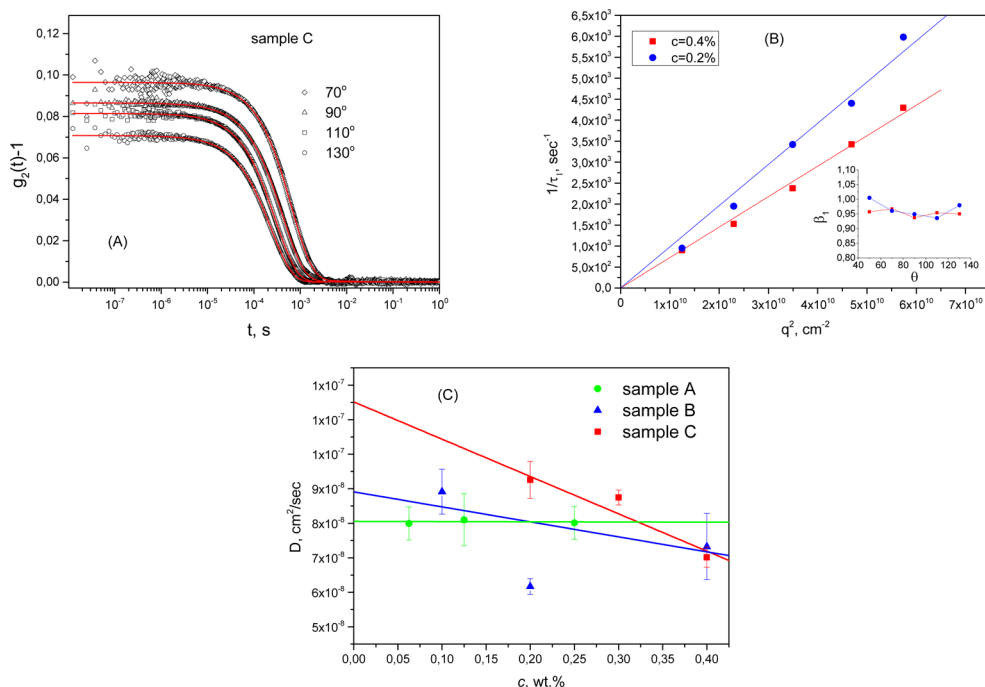 0,12
0,10
0,08
0,06
0,04
0,02
0,00
g2(t)-1
sample C
70°
90°
110°
130°
(A)
10⁻⁷
10⁻⁶
10⁻⁵
10⁻⁴
10⁻³
10⁻²
10⁻¹
10⁰
t, s
6,5x10³
6,0x10³
5,5x10³
5,0x10³
4,5x10³
4,0x10³
3,5x10³
3,0x10³
2,5x10³
2,0x10³
1,5x10³
1,0x10³
5,0x10²
0,0
1/τ1, sec⁻¹
c=0.4%
c=0.2%
(B)
1,10
1,05
1,00
0,95
0,90
0,85
0,80
β1
40 60 80 100 120 140
θ
0 1x10¹⁰ 2x10¹⁰ 3x10¹⁰ 4x10¹⁰ 5x10¹⁰ 6x10¹⁰ 7x10¹⁰
q², cm⁻²
1x10⁻⁷
1x10⁻⁷
1x10⁻⁷
9x10⁻⁸
8x10⁻⁸
7x10⁻⁸
6x10⁻⁸
5x10⁻⁸
D, cm²/sec
(C)
sample A
sample B
sample C
0,00 0,05 0,10 0,15 0,20 0,25 0,30 0,35 0,40
c, wt.%